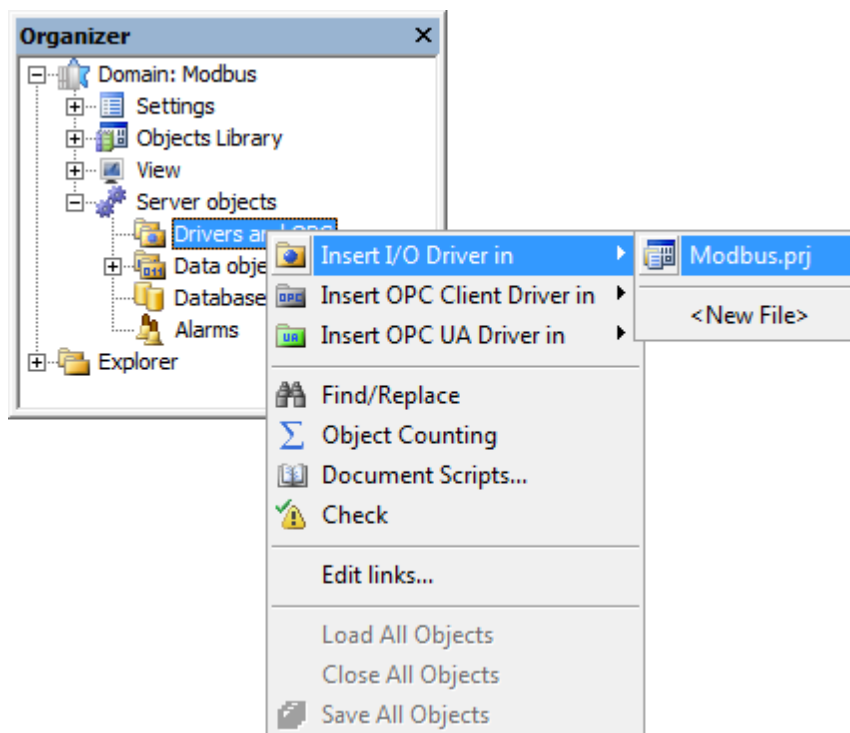 Organizer
Domain: Modbus
Settings
Objects Library
View
Server objects
Drivers and OPC
Data obje
Database
Alarms
Explorer
Insert I/O Driver in
Insert OPC Client Driver in
Insert OPC UA Driver in
Find/Replace
Object Counting
Document Scripts...
Check
Edit links...
Load All Objects
Close All Objects
Save All Objects
Modbus.prj
<New File>